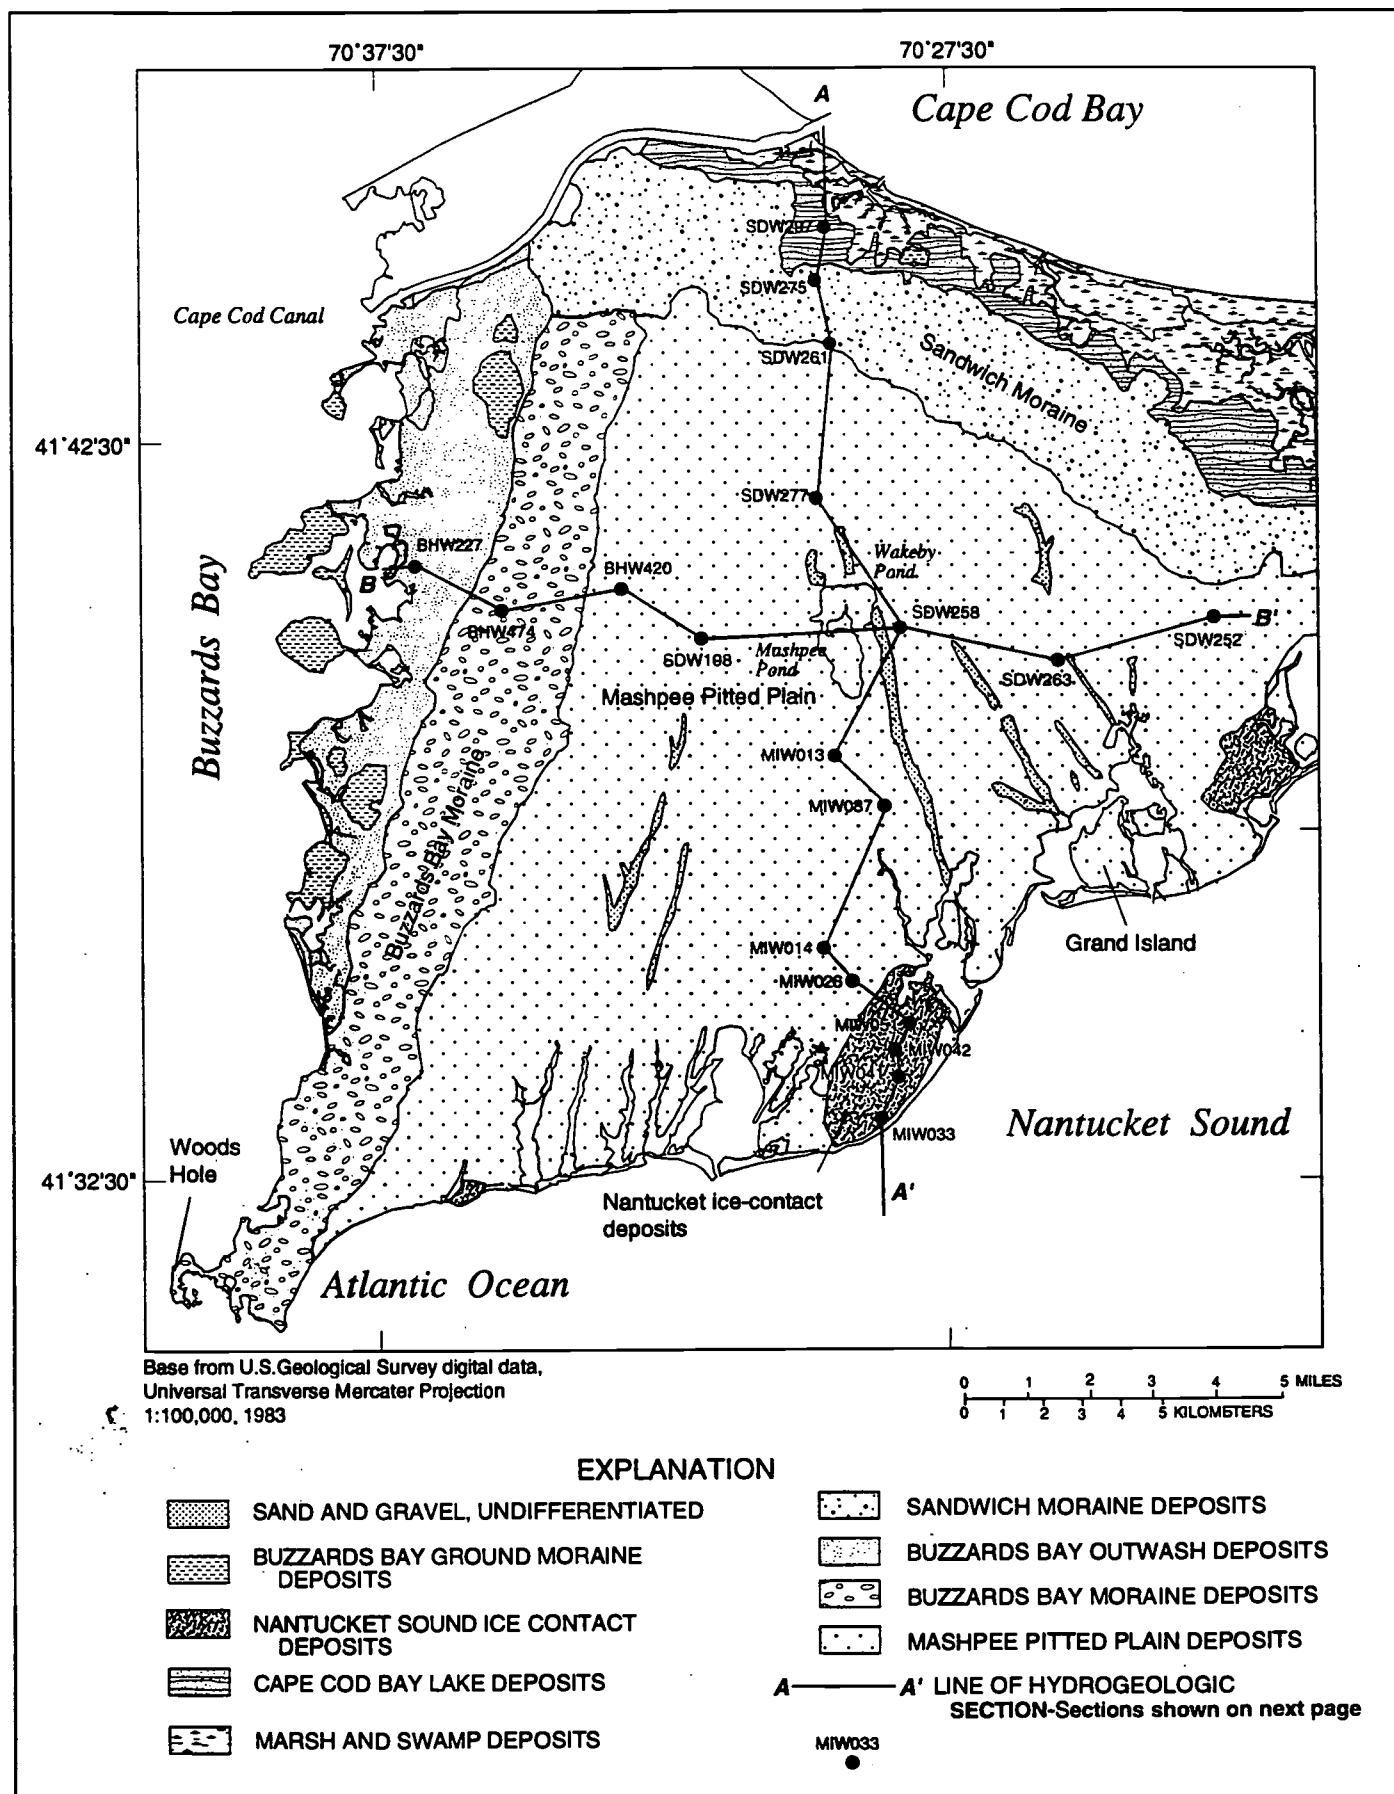 70°37'30"
70°27'30"
A
Cape Cod Bay
SDW297
SDW275
Cape Cod Canal
SDW261
Sandwich Moraine
41°42'30"
SDW277
BHW227
Wakeby
Pond
BHW420
B
Buzzards Bay
SDW258
BHW474
B'
SDW252
SDW198
Mashpee
Pond
SDW263
Mashpee Pitted Plain
MIW013
Buzzards Bay Moraine
MIW087
Grand Island
MIW014
MIW026
MIW042
Nantucket Sound
MIW033
Woods
Hole
41°32'30"
A'
Nantucket ice-contact
deposits
Atlantic Ocean
Base from U.S.Geological Survey digital data,
Universal Transverse Mercater Projection
1:100,000, 1983
0 1 2 3 4 5 MILES
0 1 2 3 4 5 KILOMETERS
EXPLANATION
SAND AND GRAVEL, UNDIFFERENTIATED
BUZZARDS BAY GROUND MORAINE
DEPOSITS
NANTUCKET SOUND ICE CONTACT
DEPOSITS
CAPE COD BAY LAKE DEPOSITS
MARSH AND SWAMP DEPOSITS
SANDWICH MORAINE DEPOSITS
BUZZARDS BAY OUTWASH DEPOSITS
BUZZARDS BAY MORAINE DEPOSITS
MASHPEE PITTED PLAIN DEPOSITS
A A' LINE OF HYDROGEOLOGIC
SECTION-Sections shown on next page
MIW033